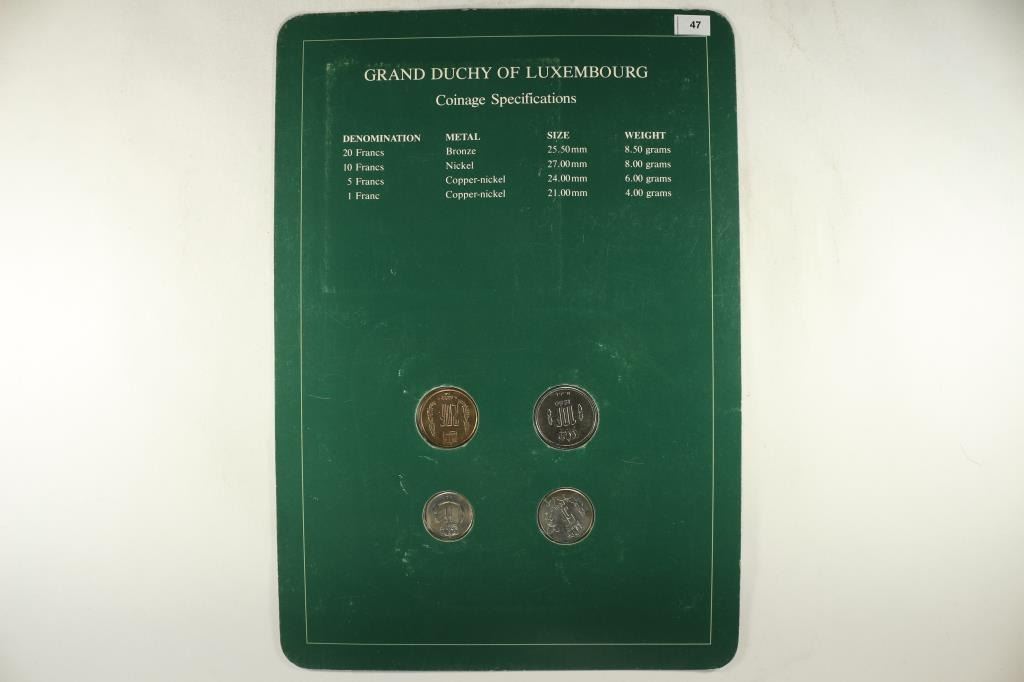 47
GRAND DUCHY OF LUXEMBOURG
Coinage Specifications
DENOMINATION METAL SIZE WEIGHT
20 Francs Bronze 25.50mm 8.50 grams
10 Francs Nickel 27.00mm 8.00 grams
5 Francs Copper-nickel 24.00mm 6.00 grams
1 Franc Copper-nickel 21.00mm 4.00 grams